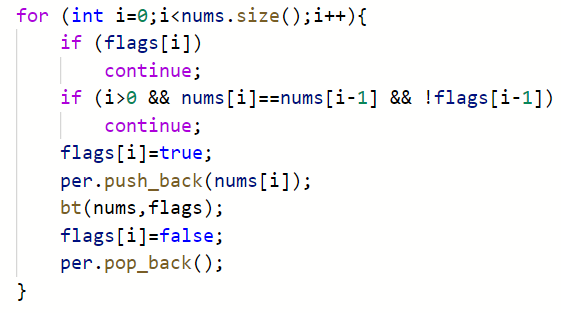 for (int i=0;i<nums.size();i++){
    if (flags[i])
        continue;
    if (i>0 && nums[i]==nums[i-1] && !flags[i-1])
        continue;
    flags[i]=true;
    per.push_back(nums[i]);
    bt(nums,flags);
    flags[i]=false;
    per.pop_back();
}